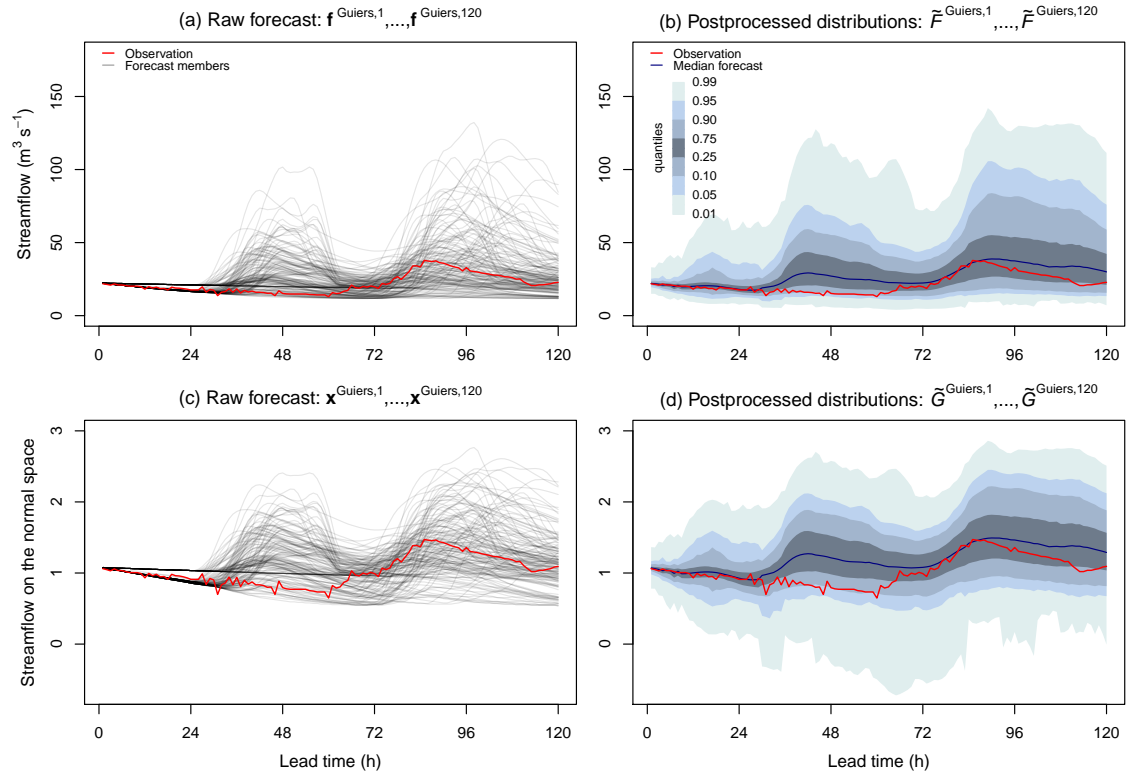 (a) Raw forecast: f^Guiers,1,...,f^Guiers,120
Observation
Forecast members
Streamflow (m³ s⁻¹)
150
100
50
0
0 24 48 72 96 120
(b) Postprocessed distributions: F̃^Guiers,1,...,F̃^Guiers,120
Observation
Median forecast
quantiles
0.99
0.95
0.90
0.75
0.25
0.10
0.05
0.01
150
100
50
0
0 24 48 72 96 120
(c) Raw forecast: x^Guiers,1,...,x^Guiers,120
Streamflow on the normal space
3
2
1
0
0 24 48 72 96 120
Lead time (h)
(d) Postprocessed distributions: G̃^Guiers,1,...,G̃^Guiers,120
3
2
1
0
0 24 48 72 96 120
Lead time (h)